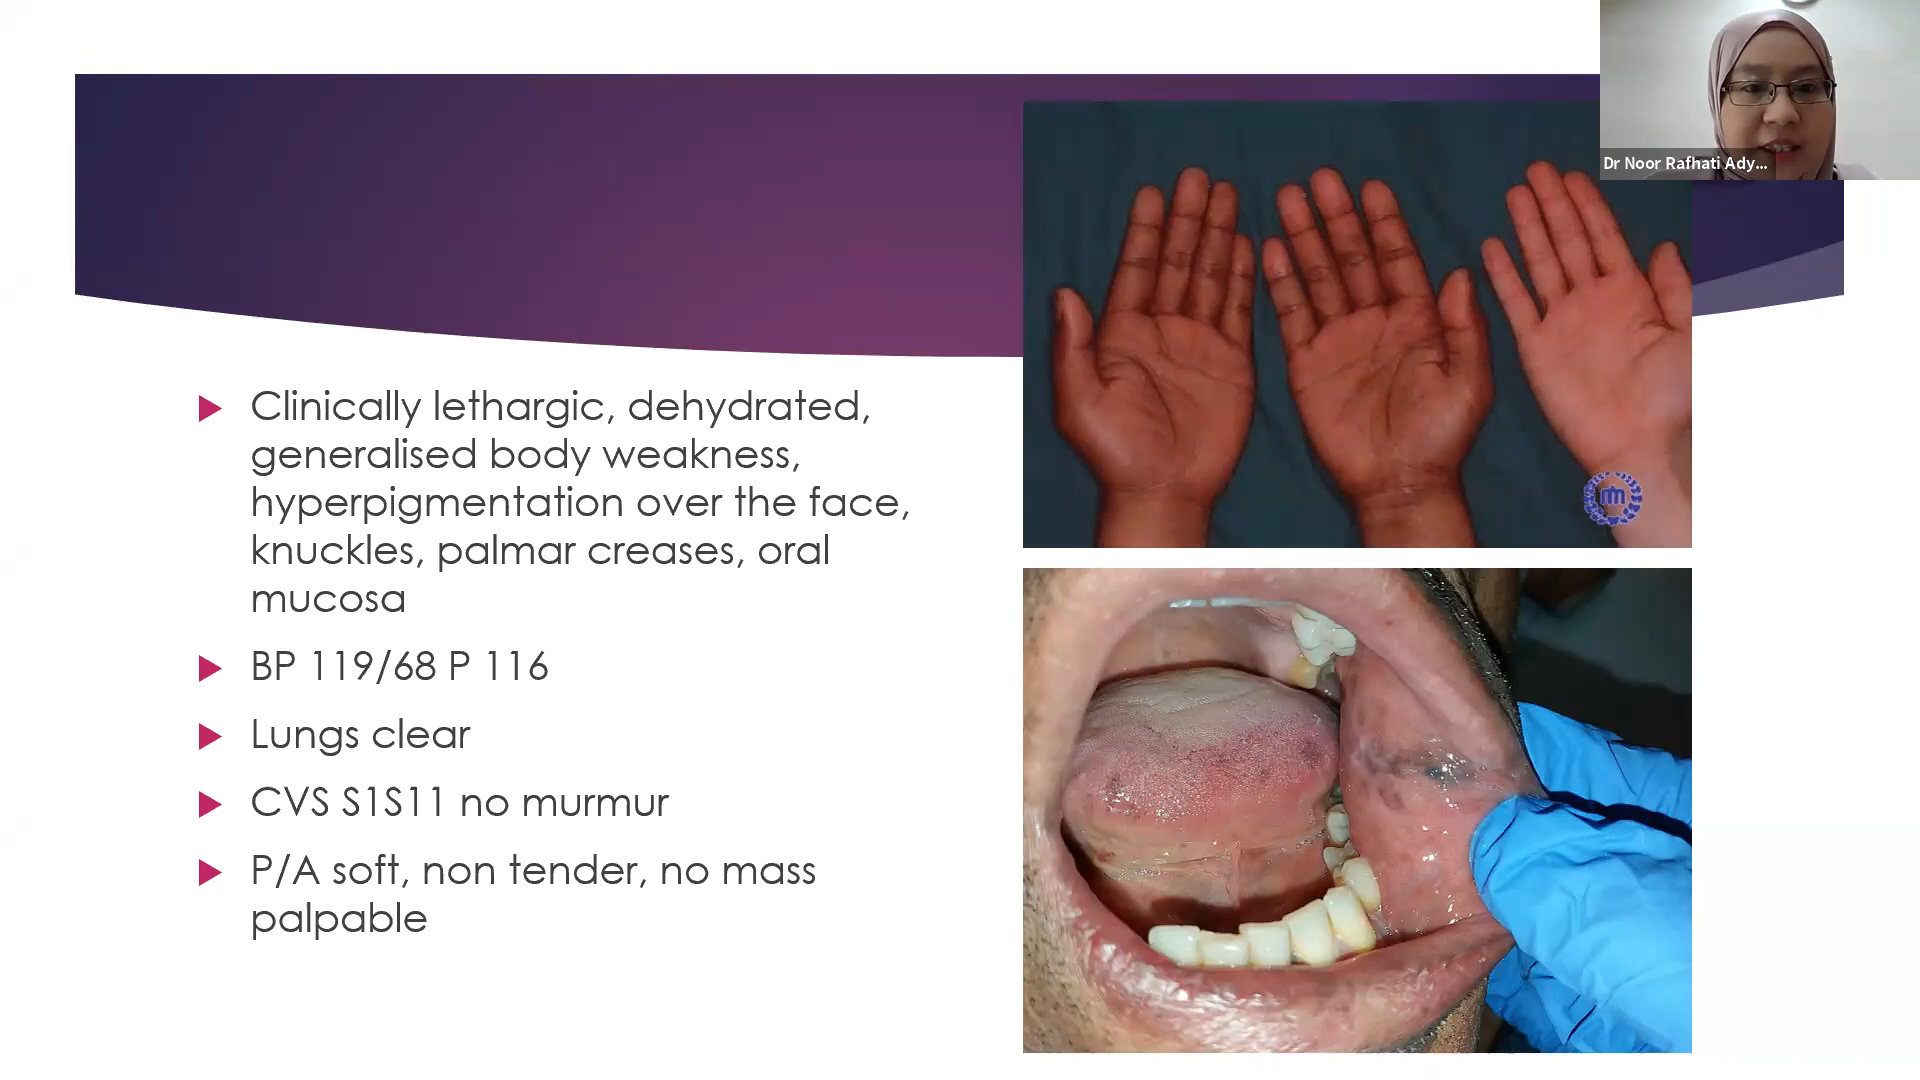 Dr Noor Rafhati Ady...
Clinically lethargic, dehydrated,
generalised body weakness,
hyperpigmentation over the face,
knuckles, palmar creases, oral
mucosa
BP 119/68 P 116
Lungs clear
CVS S1S11 no murmur
P/A soft, non tender, no mass
palpable